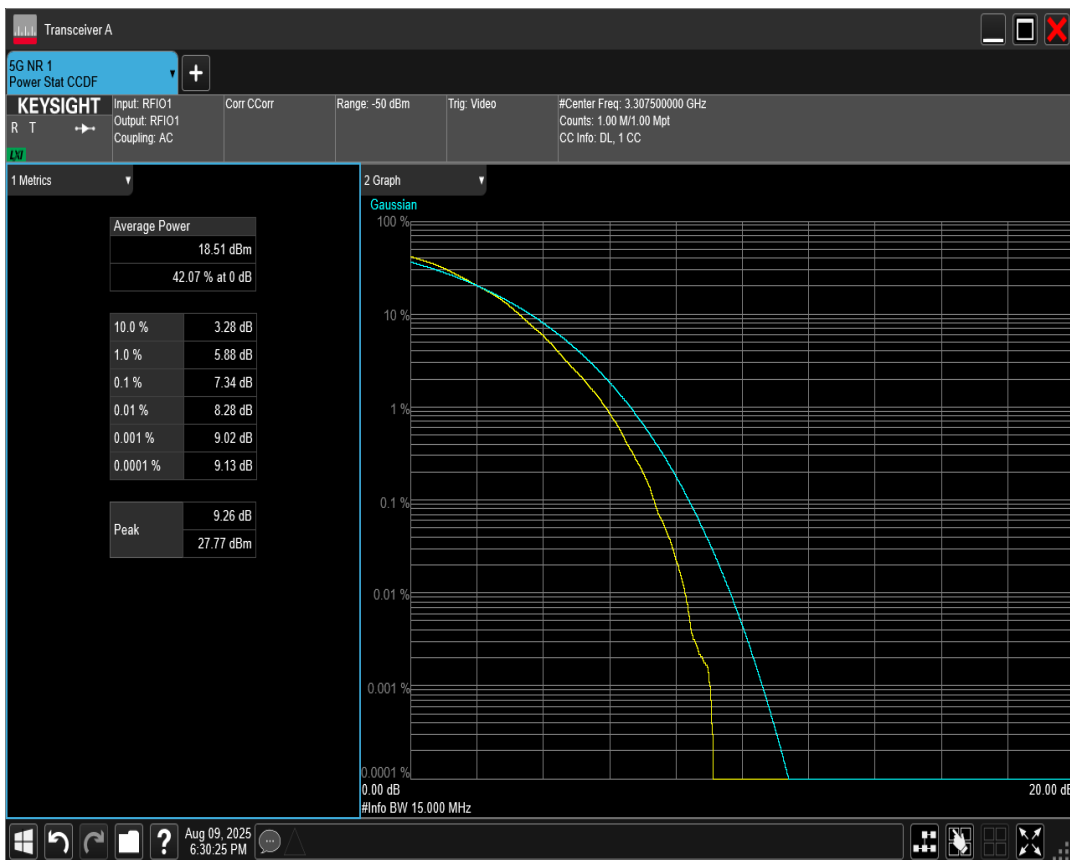 Transceiver A
5G NR 1
Power Stat CCDF
+
KEYSIGHT
R T
LXI
Input: RFIO1
Output: RFIO1
Coupling: AC
Corr CCorr
Range: -50 dBm
Trig: Video
#Center Freq: 3.307500000 GHz
Counts: 1.00 M/1.00 Mpt
CC Info: DL, 1 CC
1 Metrics
Average Power
18.51 dBm
42.07 % at 0 dB
10.0 % 3.28 dB
1.0 % 5.88 dB
0.1 % 7.34 dB
0.01 % 8.28 dB
0.001 % 9.02 dB
0.0001 % 9.13 dB
Peak
9.26 dB
27.77 dBm
2 Graph
Gaussian
100 %
10 %
1 %
0.1 %
0.01 %
0.001 %
0.0001 %
0.00 dB
20.00 dB
#Info BW 15.000 MHz
?
Aug 09, 2025
6:30:25 PM